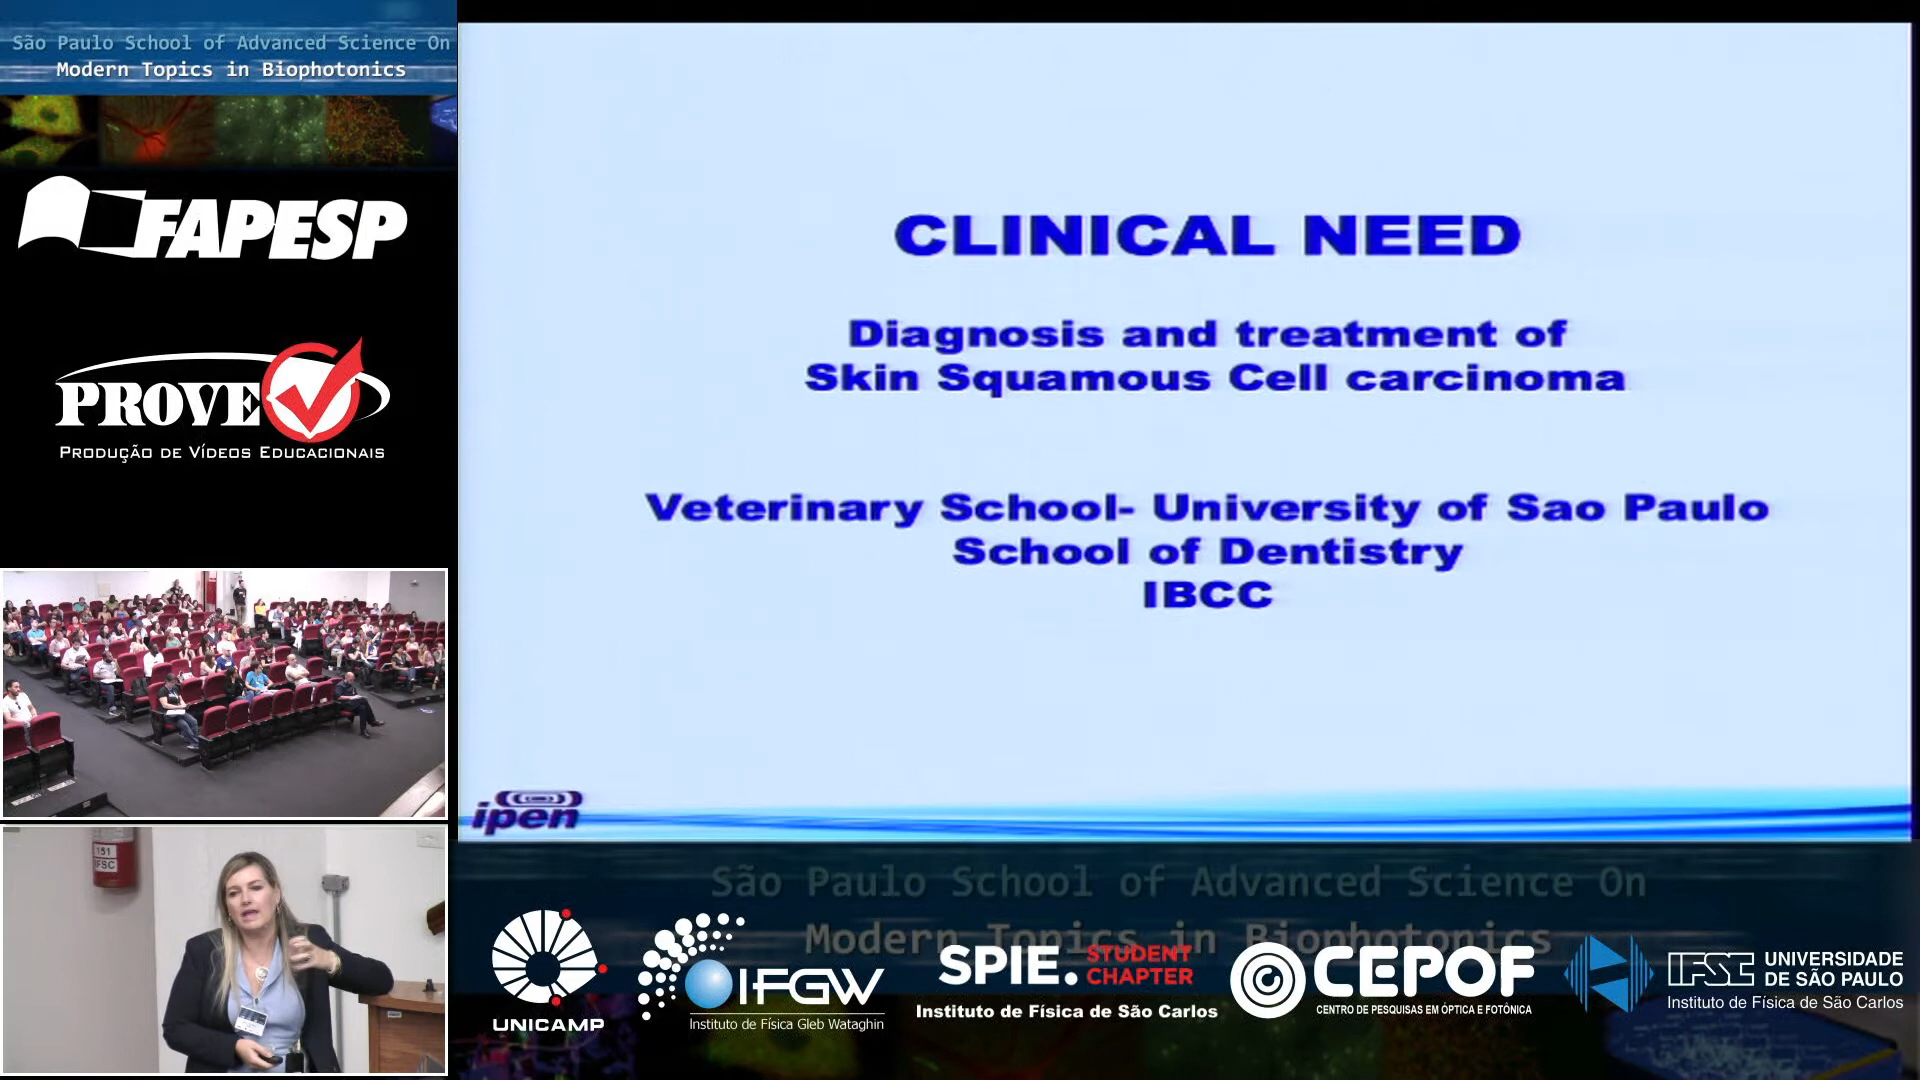 São Paulo School of Advanced Science On
Modern Topics in Biophotonics
FAPESP
PROVE
PRODUÇÃO DE VÍDEOS EDUCACIONAIS
151
IFSC
CLINICAL NEED
Diagnosis and treatment of
Skin Squamous Cell carcinoma
Veterinary School- University of Sao Paulo
School of Dentistry
IBCC
ipen
São Paulo School of Advanced Science On
Modern Topics in Biophotonics
UNICAMP
IFGW
Instituto de Física Gleb Wataghin
SPIE. STUDENT
CHAPTER
Instituto de Física de São Carlos
CEPOF
CENTRO DE PESQUISAS EM ÓPTICA E FOTÔNICA
IFSC UNIVERSIDADE
DE SÃO PAULO
Instituto de Física de São Carlos